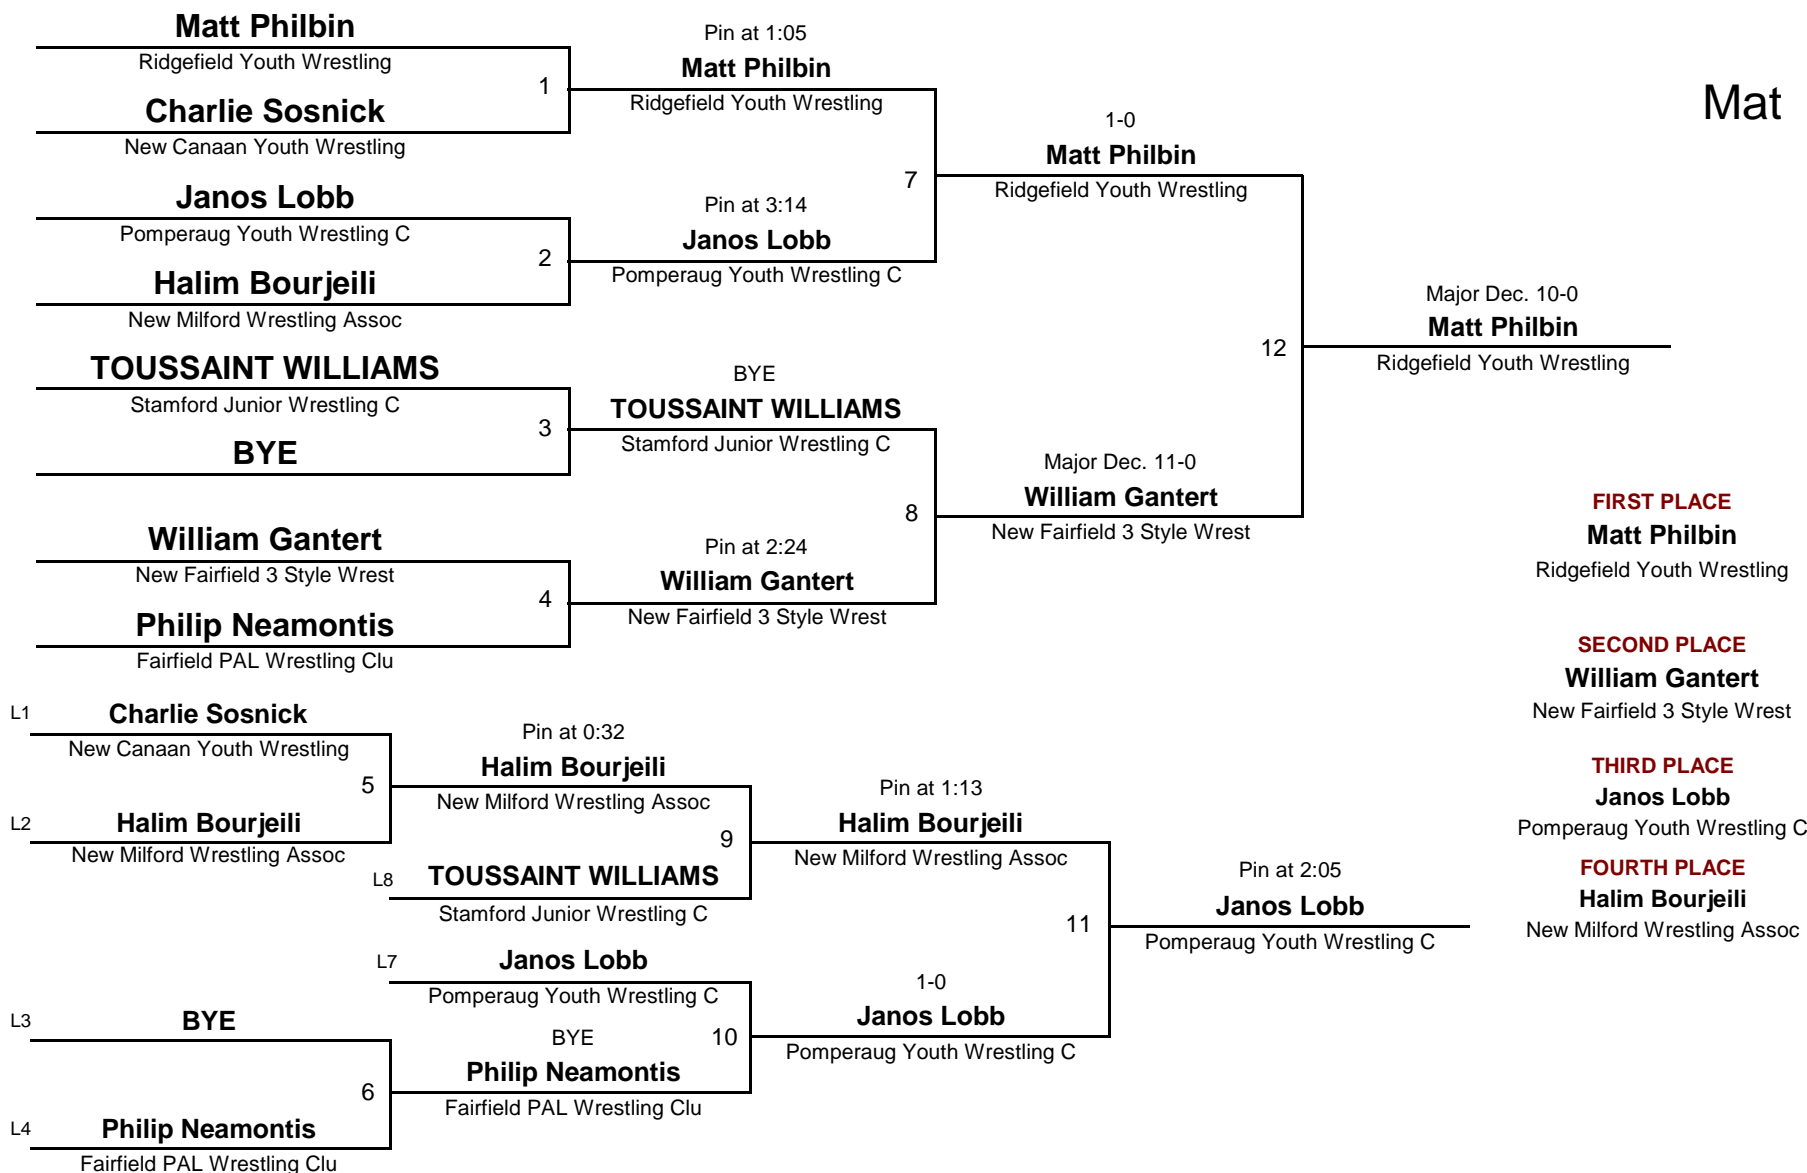 Matt Philbin
Ridgefield Youth Wrestling
1
Charlie Sosnick
New Canaan Youth Wrestling
Pin at 1:05
Matt Philbin
Ridgefield Youth Wrestling
Mat
Janos Lobb
Pomperaug Youth Wrestling C
2
Halim Bourjeili
New Milford Wrestling Assoc
Pin at 3:14
Janos Lobb
Pomperaug Youth Wrestling C
7
1-0
Matt Philbin
Ridgefield Youth Wrestling
TOUSSAINT WILLIAMS
Stamford Junior Wrestling C
3
BYE
BYE
TOUSSAINT WILLIAMS
Stamford Junior Wrestling C
William Gantert
New Fairfield 3 Style Wrest
4
Philip Neamontis
Fairfield PAL Wrestling Clu
Pin at 2:24
William Gantert
New Fairfield 3 Style Wrest
8
Major Dec. 11-0
William Gantert
New Fairfield 3 Style Wrest
12
Major Dec. 10-0
Matt Philbin
Ridgefield Youth Wrestling
FIRST PLACE
Matt Philbin
Ridgefield Youth Wrestling
SECOND PLACE
William Gantert
New Fairfield 3 Style Wrest
THIRD PLACE
Janos Lobb
Pomperaug Youth Wrestling C
FOURTH PLACE
Halim Bourjeili
New Milford Wrestling Assoc
L1
Charlie Sosnick
New Canaan Youth Wrestling
5
L2
Halim Bourjeili
New Milford Wrestling Assoc
Pin at 0:32
Halim Bourjeili
New Milford Wrestling Assoc
9
L8
TOUSSAINT WILLIAMS
Stamford Junior Wrestling C
Pin at 1:13
Halim Bourjeili
New Milford Wrestling Assoc
L7
Janos Lobb
Pomperaug Youth Wrestling C
10
L3
BYE
6
L4
Philip Neamontis
Fairfield PAL Wrestling Clu
BYE
Philip Neamontis
Fairfield PAL Wrestling Clu
1-0
Janos Lobb
Pomperaug Youth Wrestling C
11
Pin at 2:05
Janos Lobb
Pomperaug Youth Wrestling C